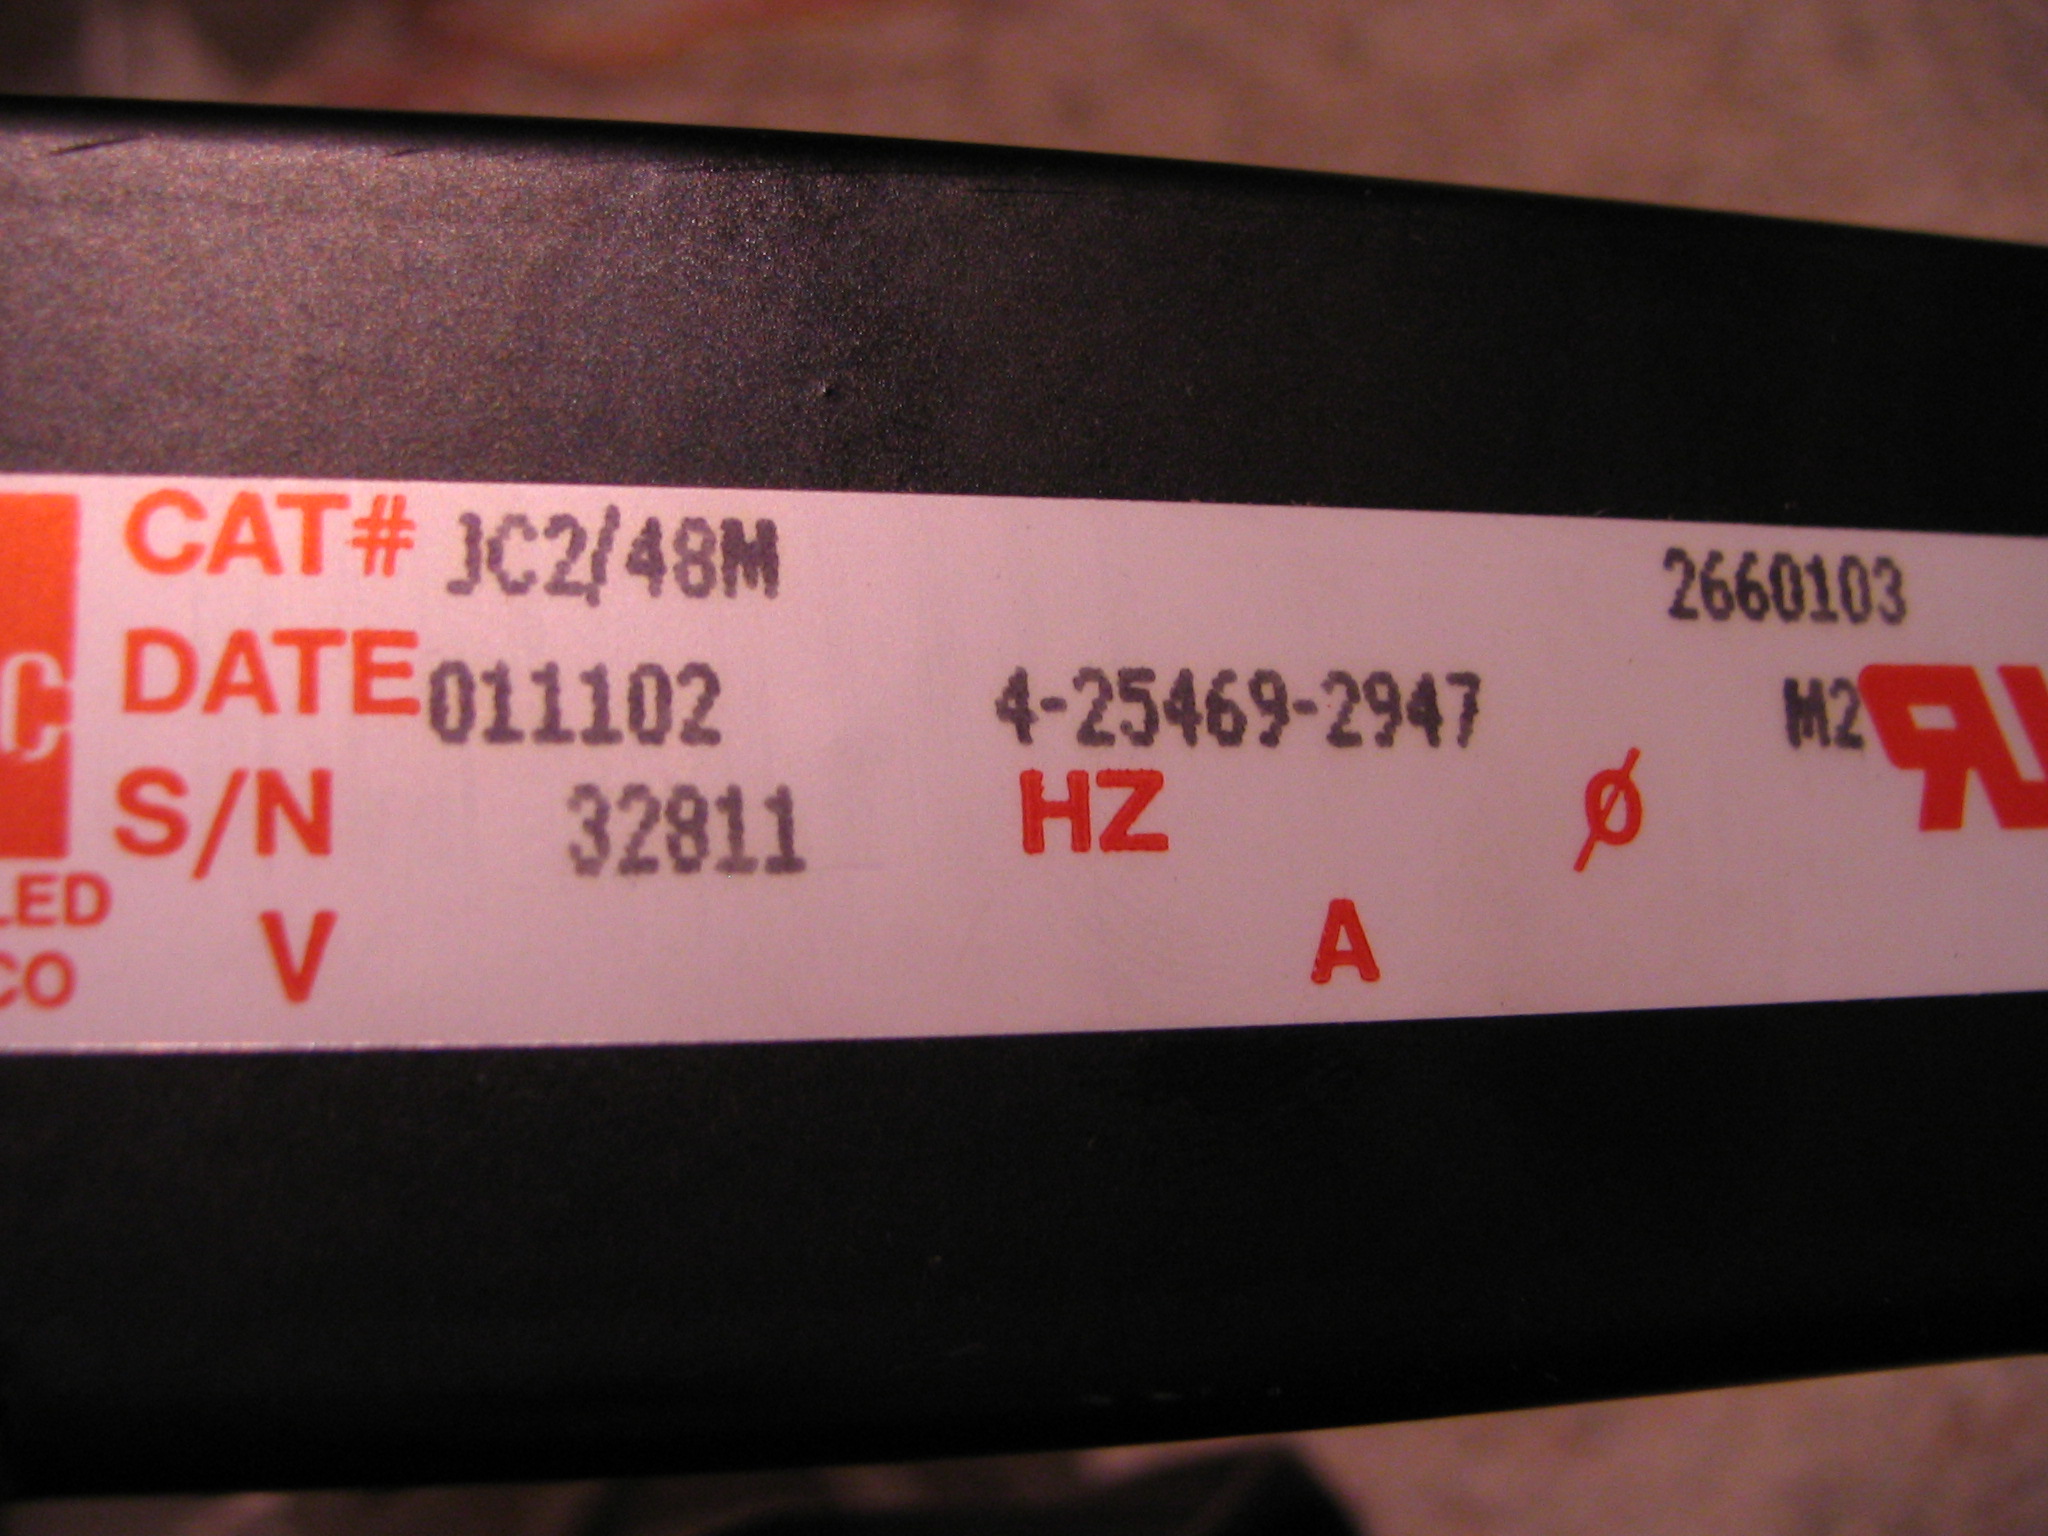 CAT# JC2/48M 2660103
DATE 011102 4-25469-2947 M2
S/N 32811 HZ Ø
V A
C
LED
CO